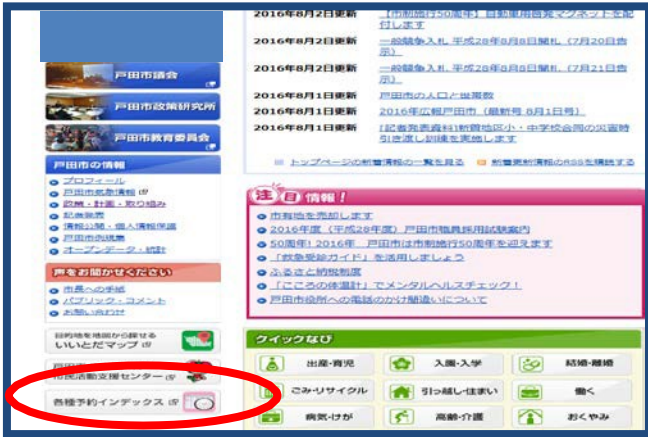 戸田市議会
戸田市政策研究所
戸田市教育委員会
戸田市の情報
プロフィール
戸田市気象情報
政策・計画・取り組み
記者発表
情報公開・個人情報保護
戸田市例規集
オープンデータ・統計
声をお聞かせください
市長への手紙
パブリック・コメント
お問い合わせ
目的地を地図から探せる
いいとだマップ
市民活動支援センター
各種予約インデックス
2016年8月2日更新 【市制施行50周年】自動車用啓発マグネットを配
付します
2016年8月2日更新 一般競争入札 平成28年8月8日開札（7月20日告
示）
2016年8月2日更新 一般競争入札 平成28年8月8日開札（7月21日告
示）
2016年8月1日更新 戸田市の人口と世帯数
2016年8月1日更新 2016年広報戸田市（最新号 8月1日号）
2016年8月1日更新 [記者発表資料]新曽地区小・中学校合同の災害時
引き渡し訓練を実施します
トップページの新着情報の一覧を見る 新着更新情報のRSSを購読する
注目情報！
市有地を売却します
2016年度（平成28年度）戸田市職員採用試験案内
50周年！2016年 戸田市は市制施行50周年を迎えます
「救急受診ガイド」を活用しましょう
ふるさと納税制度
「こころの体温計」でメンタルヘルスチェック！
戸田市役所への電話のかけ間違いについて
クイックなび
出産・育児 入園・入学 結婚・離婚
ごみ・リサイクル 引っ越し・住まい 働く
病気・けが 高齢・介護 おくやみ